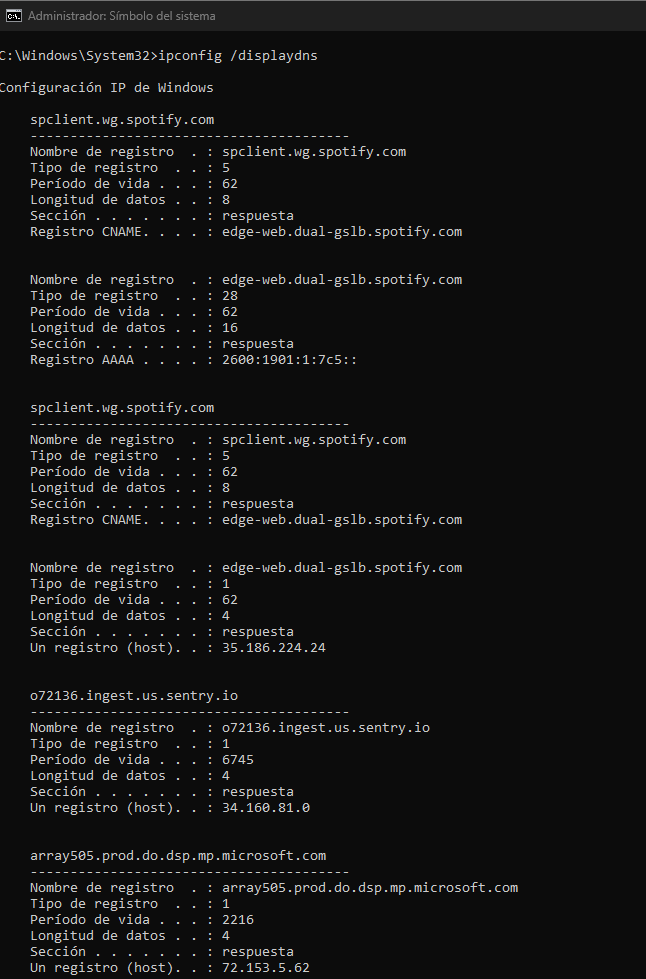 Administrador: Símbolo del sistema
C:\Windows\System32>ipconfig /displaydns
Configuración IP de Windows
spclient.wg.spotify.com
----------------------------------------
Nombre de registro  . : spclient.wg.spotify.com
Tipo de registro  . . : 5
Período de vida . . . : 62
Longitud de datos . . : 8
Sección . . . . . . . : respuesta
Registro CNAME. . . . : edge-web.dual-gslb.spotify.com
Nombre de registro  . : edge-web.dual-gslb.spotify.com
Tipo de registro  . . : 28
Período de vida . . . : 62
Longitud de datos . . : 16
Sección . . . . . . . : respuesta
Registro AAAA . . . . : 2600:1901:1:7c5::
spclient.wg.spotify.com
----------------------------------------
Nombre de registro  . : spclient.wg.spotify.com
Tipo de registro  . . : 5
Período de vida . . . : 62
Longitud de datos . . : 8
Sección . . . . . . . : respuesta
Registro CNAME. . . . : edge-web.dual-gslb.spotify.com
Nombre de registro  . : edge-web.dual-gslb.spotify.com
Tipo de registro  . . : 1
Período de vida . . . : 62
Longitud de datos . . : 4
Sección . . . . . . . : respuesta
Un registro (host). . : 35.186.224.24
o72136.ingest.us.sentry.io
----------------------------------------
Nombre de registro  . : o72136.ingest.us.sentry.io
Tipo de registro  . . : 1
Período de vida . . . : 6745
Longitud de datos . . : 4
Sección . . . . . . . : respuesta
Un registro (host). . : 34.160.81.0
array505.prod.do.dsp.mp.microsoft.com
----------------------------------------
Nombre de registro  . : array505.prod.do.dsp.mp.microsoft.com
Tipo de registro  . . : 1
Período de vida . . . : 2216
Longitud de datos . . : 4
Sección . . . . . . . : respuesta
Un registro (host). . : 72.153.5.62